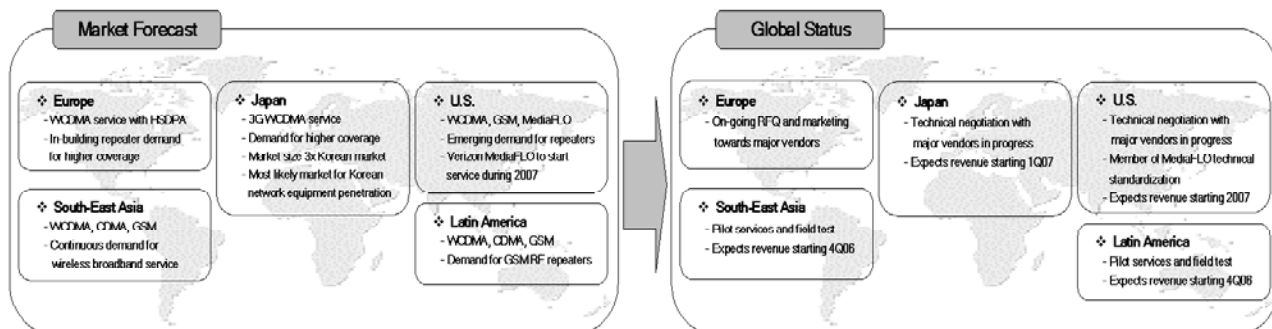 Market Forecast
❖ Europe
- WCDMA service with HSDPA
- In-building repeater demand
for higher coverage
❖ Japan
- 3G WCDMA service
- Demand for higher coverage
- Market size 3x Korean market
- Most likely market for Korean
network equipment penetration
❖ U.S.
- WCDMA, GSM, MediaFLO
- Emerging demand for repeaters
- Verizon MediaFLO to start
service during 2007
❖ South-East Asia
- WCDMA, CDMA, GSM
- Continuous demand for
wireless broadband service
❖ Latin America
- WCDMA, CDMA, GSM
- Demand for GSM RF repeaters
Global Status
❖ Europe
- On-going RFQ and marketing
towards major vendors
❖ Japan
- Technical negotiation with
major vendors in progress
- Expects revenue starting 1Q07
❖ U.S.
- Technical negotiation with
major vendors in progress
- Member of MediaFLO technical
standardization
- Expects revenue starting 2007
❖ South-East Asia
- Pilot services and field test
- Expects revenue starting 4Q06
❖ Latin America
- Pilot services and field test
- Expects revenue starting 4Q06